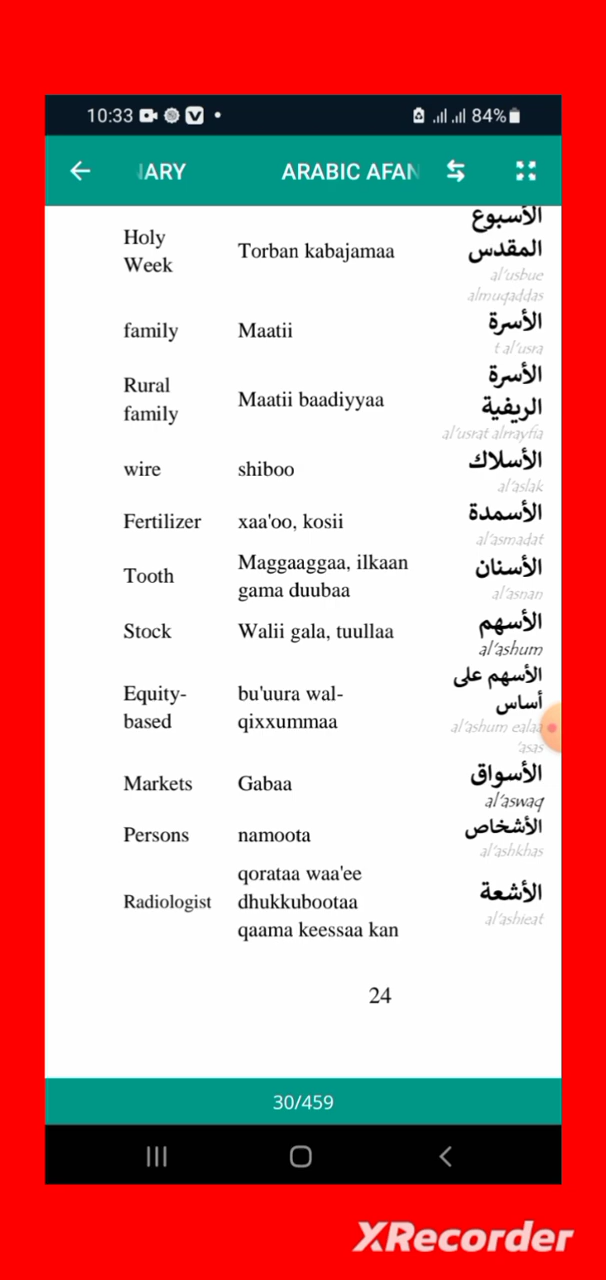 10:33
84%
ARY ARABIC AFAN
الأسبوع
Holy
Week
Torban kabajamaa
المقدس
al'usbue
almuqaddas
family Maatii الأسرة
t al'usra
Rural
family
Maatii baadiyyaa
الأسرة
الريفية
al'usrat alrrayfia
wire shiboo الأسلاك
al'aslak
Fertilizer xaa'oo, kosii الأسمدة
al'asmadat
Tooth
Maggaaggaa, ilkaan
gama duubaa
الأسنان
al'asnan
Stock Walii gala, tuullaa الأسهم
al'ashum
Equity-
based
bu'uura wal-
qixxummaa
الأسهم على
أساس
al'ashum ealaa
'asas
Markets Gabaa الأسواق
al'aswaq
Persons namoota الأشخاص
al'ashkhas
Radiologist
qorataa waa'ee
dhukkubootaa
qaama keessaa kan
الأشعة
al'ashieat
24
30/459
XRecorder